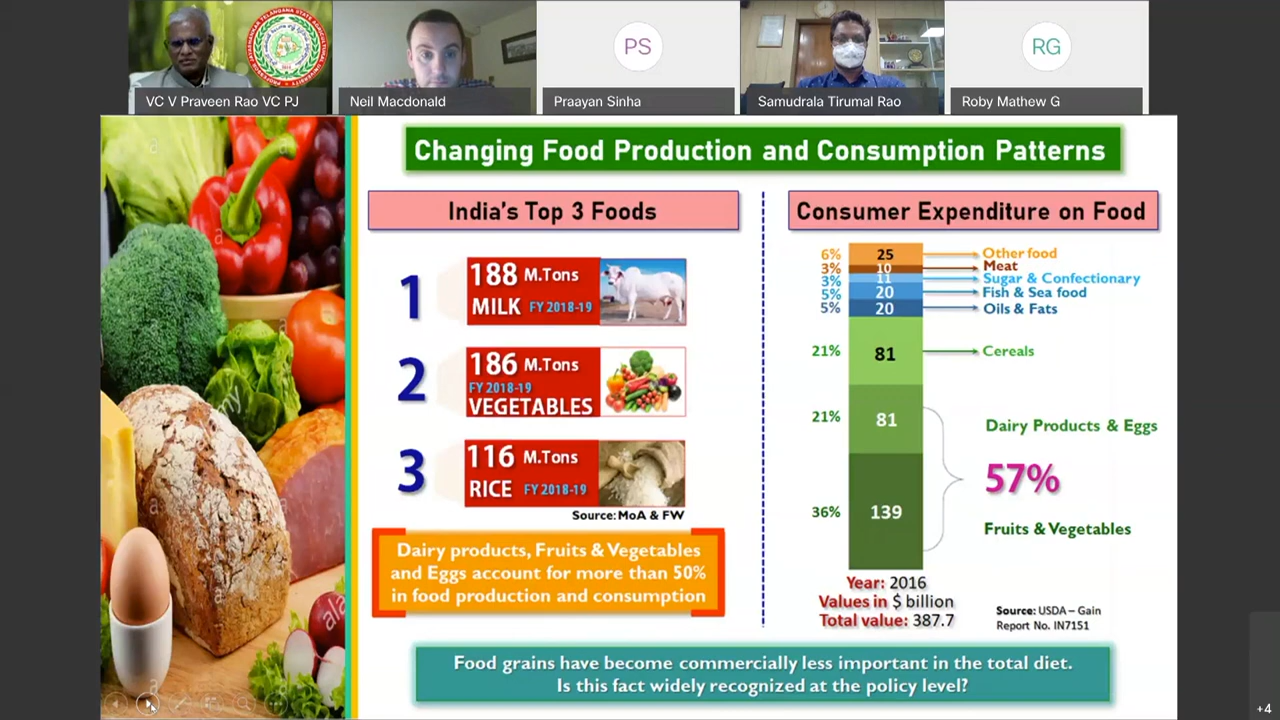 VC V Praveen Rao VC PJ
Neil Macdonald
PS
Praayan Sinha
Samudrala Tirumal Rao
RG
Roby Mathew G
Changing Food Production and Consumption Patterns
India's Top 3 Foods
1
188 M.Tons
MILK FY 2018-19
2
186 M.Tons
FY 2018-19
VEGETABLES
3
116 M.Tons
RICE FY 2018-19
Source: MoA & FW
Dairy products, Fruits & Vegetables
and Eggs account for more than 50%
in food production and consumption
Consumer Expenditure on Food
6% 25 Other food
3% 10 Meat
3% 11 Sugar & Confectionary
5% 20 Fish & Sea food
5% 20 Oils & Fats
21% 81 Cereals
21% 81 Dairy Products & Eggs
57%
36% 139 Fruits & Vegetables
Year: 2016
Values in $ billion
Total value: 387.7
Source: USDA – Gain
Report No. IN7151
Food grains have become commercially less important in the total diet.
Is this fact widely recognized at the policy level?
+4